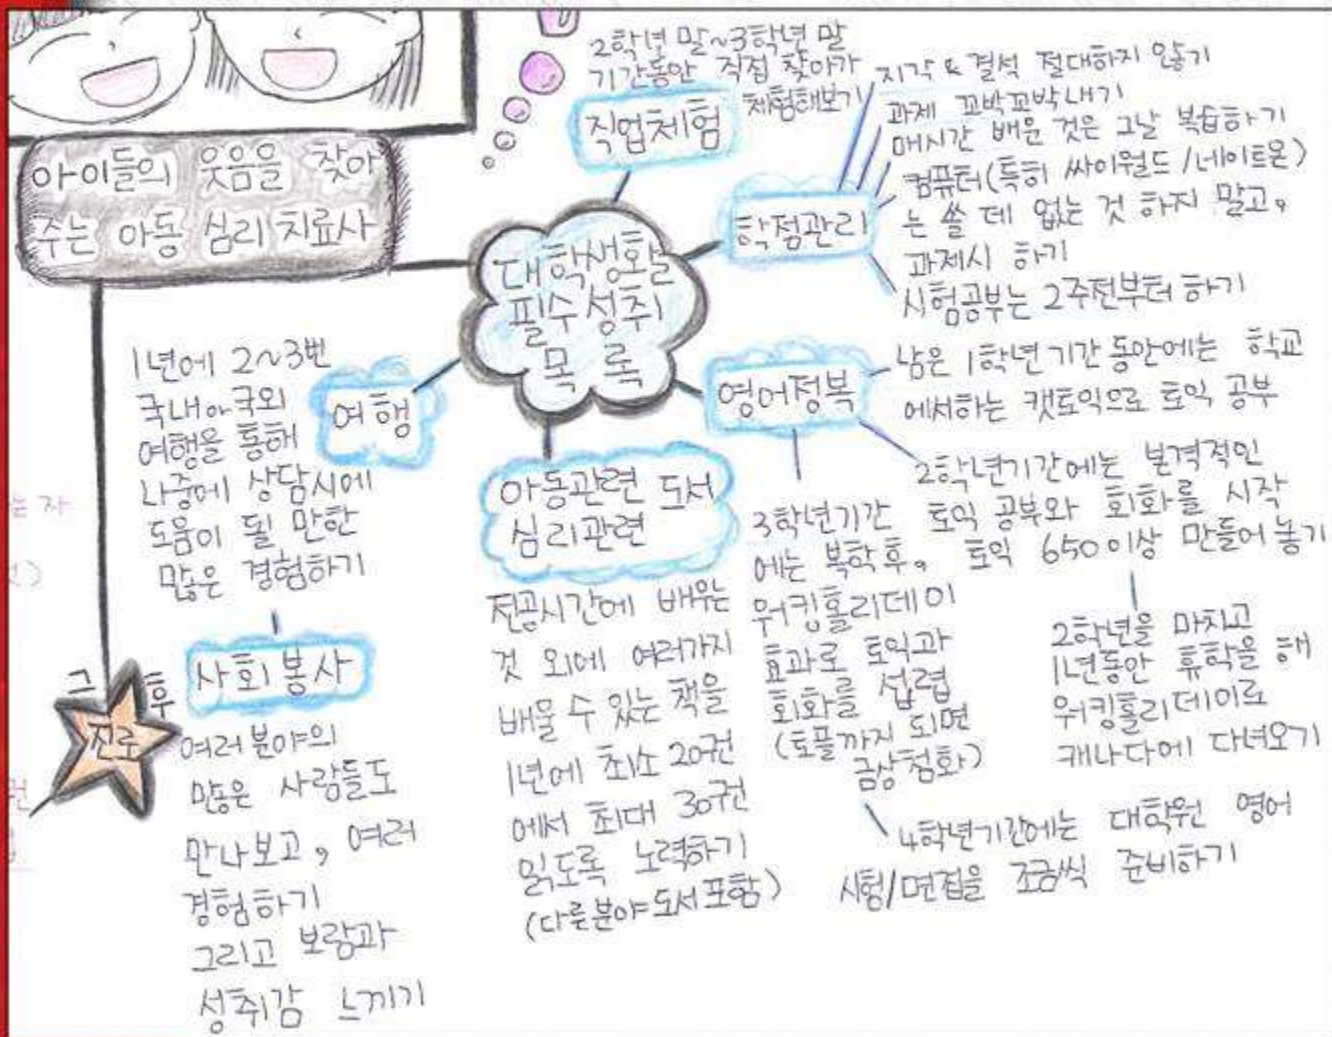 아이들의 웃음을 찾아
주는 아동 심리치료사
대학생활
필수성취
목록
직업체험
2학년 말~3학년 말
기간동안 직접 찾아가
체험해보기
학점관리
지각 & 결석 절대하지 않기
과제 꼬박꼬박내기
매시간 배운 것은 그날 복습하기
컴퓨터(특히 싸이월드/네이트온)
는 쓸 데 없는 것 하지 말고,
과제시 하기
시험공부는 2주전부터 하기
영어정복
남은 1학년 기간 동안에는 학교
에서하는 캣토익으로 토익 공부
2학년기간에는 본격적인
토익 공부와 회화를 시작
토익 650이상 만들어 놓기
2학년을 마치고
1년동안 휴학을 해
워킹홀리데이로
캐나다에 다녀오기
3학년기간
에는 복학 후,
워킹홀리데이
효과로 토익과
회화를 섭렵
(토플까지 되면
금상첨화)
4학년기간에는 대학원 영어
시험/면접을 조금씩 준비하기
아동관련 도서
심리관련
전공시간에 배우는
것 외에 여러가지
배울 수 있는 책을
1년에 최소 20권
에서 최대 30권
읽도록 노력하기
(다른분야도서포함)
여행
1년에 2~3번
국내or국외
여행을 통해
나중에 상담시에
도움이 될 만한
많은 경험하기
사회봉사
여러분야의
많은 사람들도
만나보고, 여러
경험하기
그리고 보람과
성취감 느끼기
그 후
진로
는 자